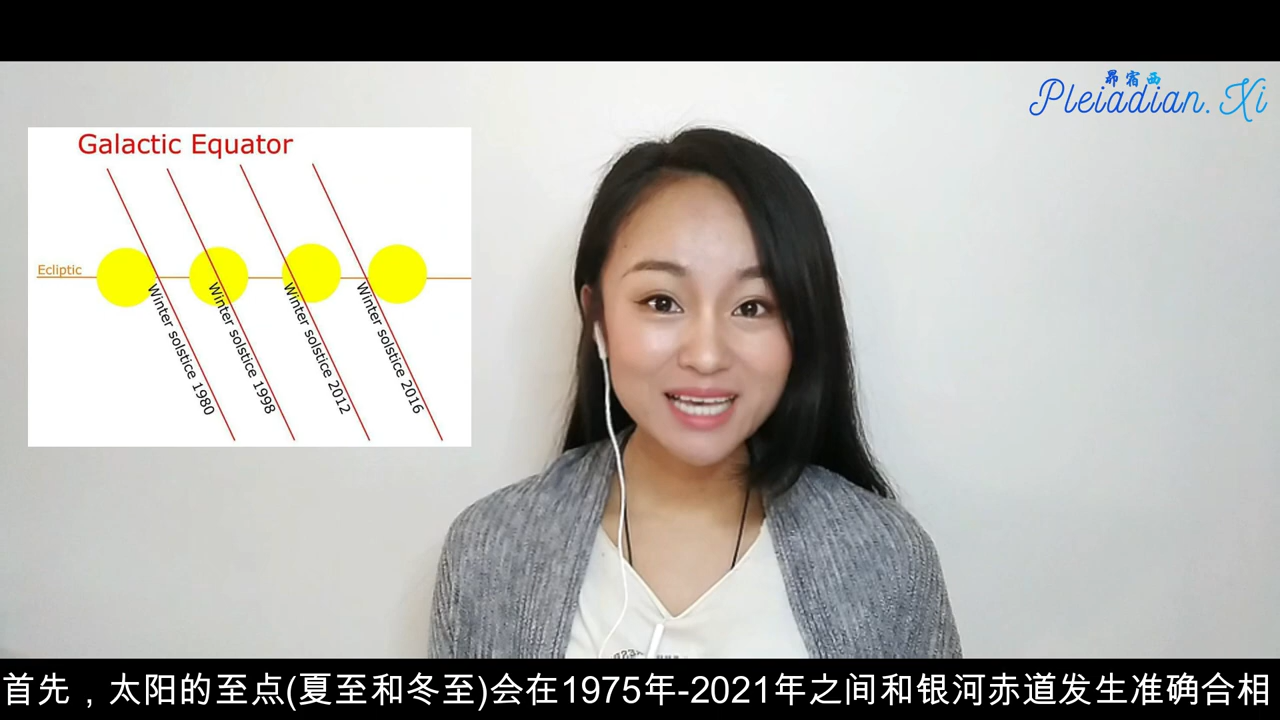 昴宿西
Pleiadian.Xi
Galactic Equator
Ecliptic
Winter solstice 1980
Winter solstice 1998
Winter solstice 2012
Winter solstice 2016
首先，太阳的至点(夏至和冬至)会在1975年-2021年之间和银河赤道发生准确合相